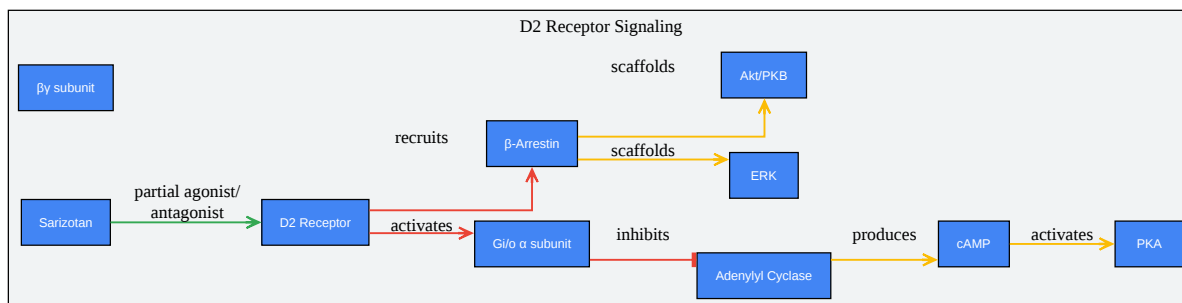 D2 Receptor Signaling
scaffolds
Akt/PKB
βγ subunit
recruits
β-Arrestin
scaffolds
ERK
partial agonist/
antagonist
Sarizotan
D2 Receptor
activates
Gi/o α subunit
inhibits
Adenylyl Cyclase
produces
cAMP
activates
PKA